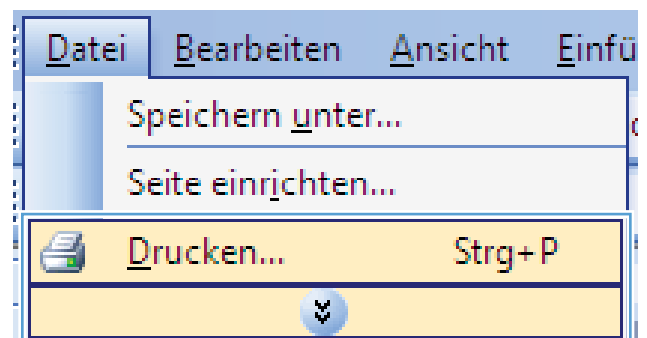 Datei Bearbeiten Ansicht Einfü
Speichern unter...
Seite einrichten...
Drucken... Strg+P